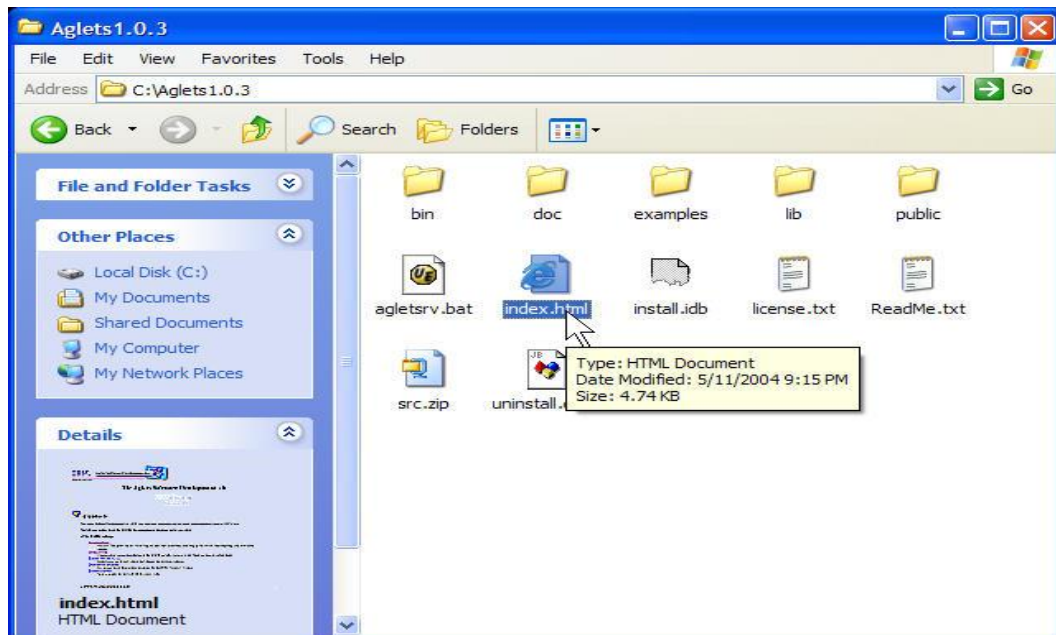 Aglets1.0.3
File Edit View Favorites Tools Help
Address C:\Aglets1.0.3 Go
Back Search Folders
File and Folder Tasks
Other Places
Local Disk (C:)
My Documents
Shared Documents
My Computer
My Network Places
Details
index.html
HTML Document
bin doc examples lib public
agletsrv.bat index.html install.idb license.txt ReadMe.txt
src.zip
Type: HTML Document
Date Modified: 5/11/2004 9:15 PM
Size: 4.74 KB